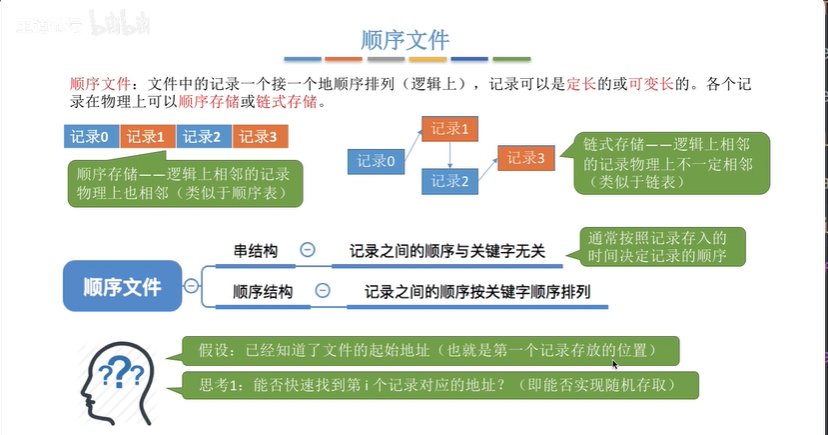 顺序文件
顺序文件：文件中的记录一个接一个地顺序排列（逻辑上），记录可以是定长的或可变长的。各个记
录在物理上可以顺序存储或链式存储。
记录0 记录1 记录2 记录3
顺序存储——逻辑上相邻的记录
物理上也相邻（类似于顺序表）
记录0
记录1
记录2
记录3
链式存储——逻辑上相邻
的记录物理上不一定相邻
（类似于链表）
顺序文件
串结构
记录之间的顺序与关键字无关
通常按照记录存入的
时间决定记录的顺序
顺序结构
记录之间的顺序按关键字顺序排列
???
假设：已经知道了文件的起始地址（也就是第一个记录存放的位置）
思考1：能否快速找到第i个记录对应的地址？（即能否实现随机存取）